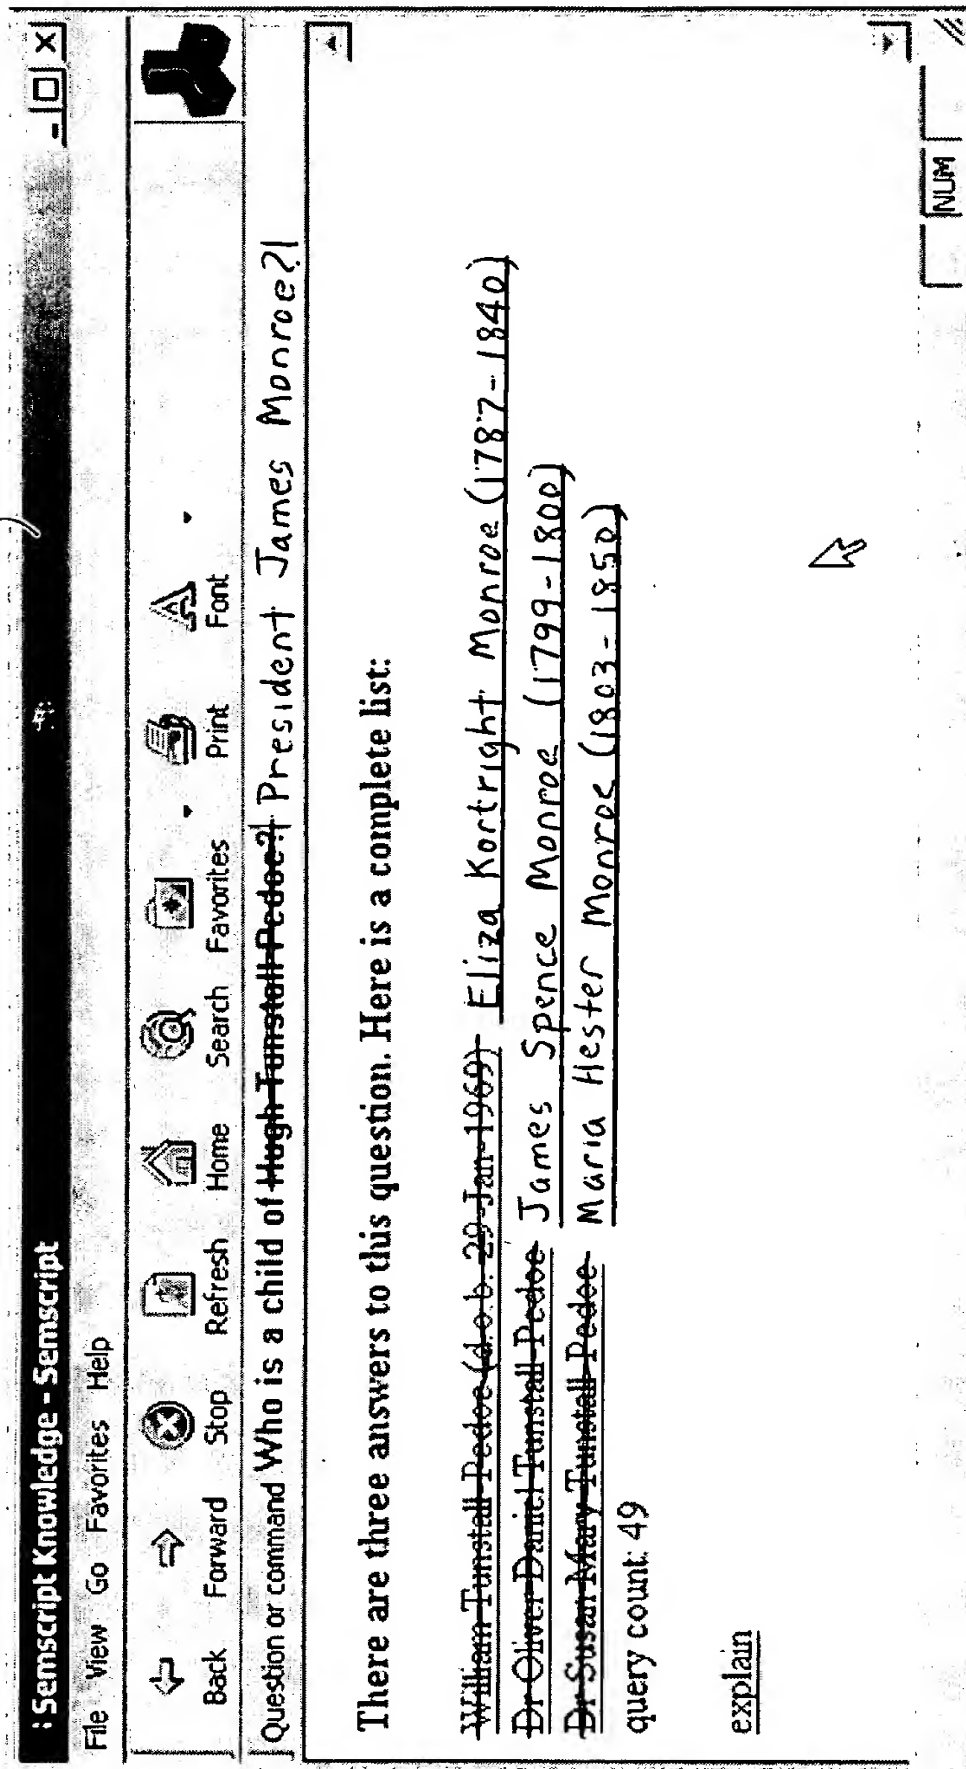 : Semscript Knowledge - Semscript
File View Go Favorites Help
Back Forward Stop Refresh Home Search Favorites Print Font
Question or command Who is a child of Hugh Tunstall-Pedoe?| President James Monroe?|
There are three answers to this question. Here is a complete list:
William Tunstall-Pedoe (d.o.b. 29-Jan-1969) Eliza Kortright Monroe (1787-1840)
Dr Oliver Daniel Tunstall-Pedoe James Spence Monroe (1799-1800)
Dr Susan Mary Tunstall-Pedoe Maria Hester Monroe (1803-1850)
query count: 49
explain
NUM